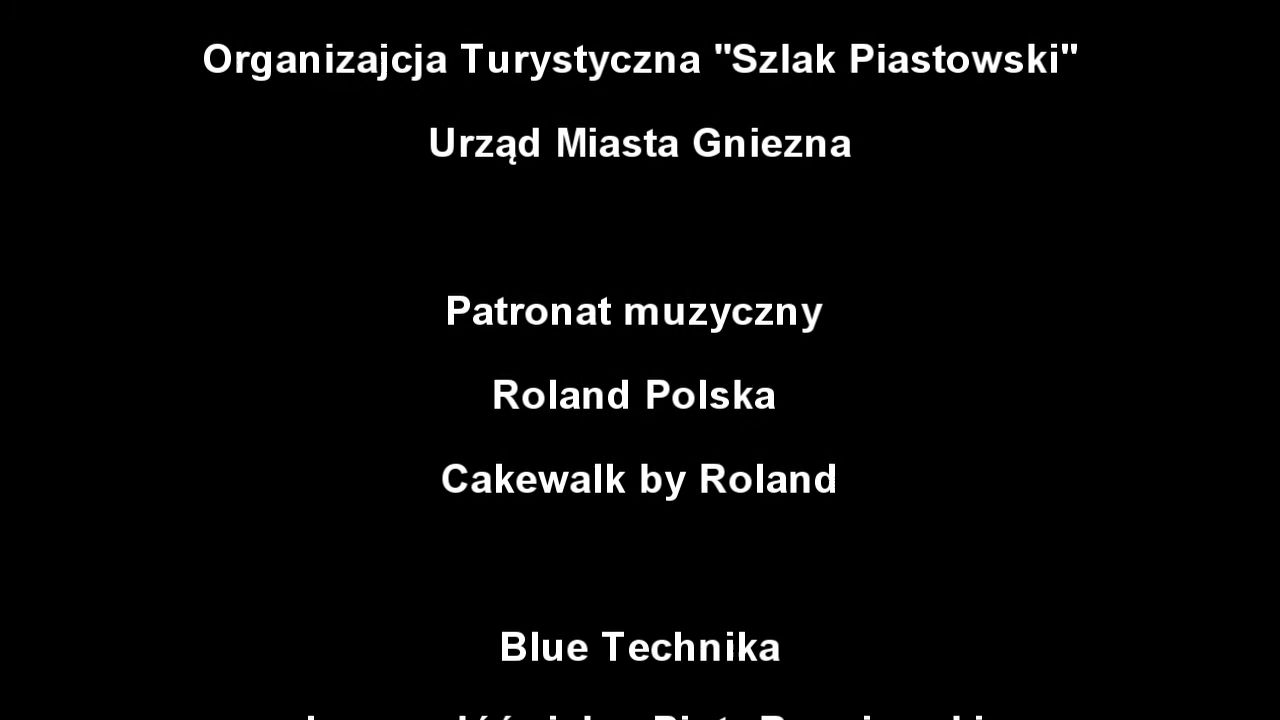 Organizajcja Turystyczna "Szlak Piastowski"
Urząd Miasta Gniezna
Patronat muzyczny
Roland Polska
Cakewalk by Roland
Blue Technika